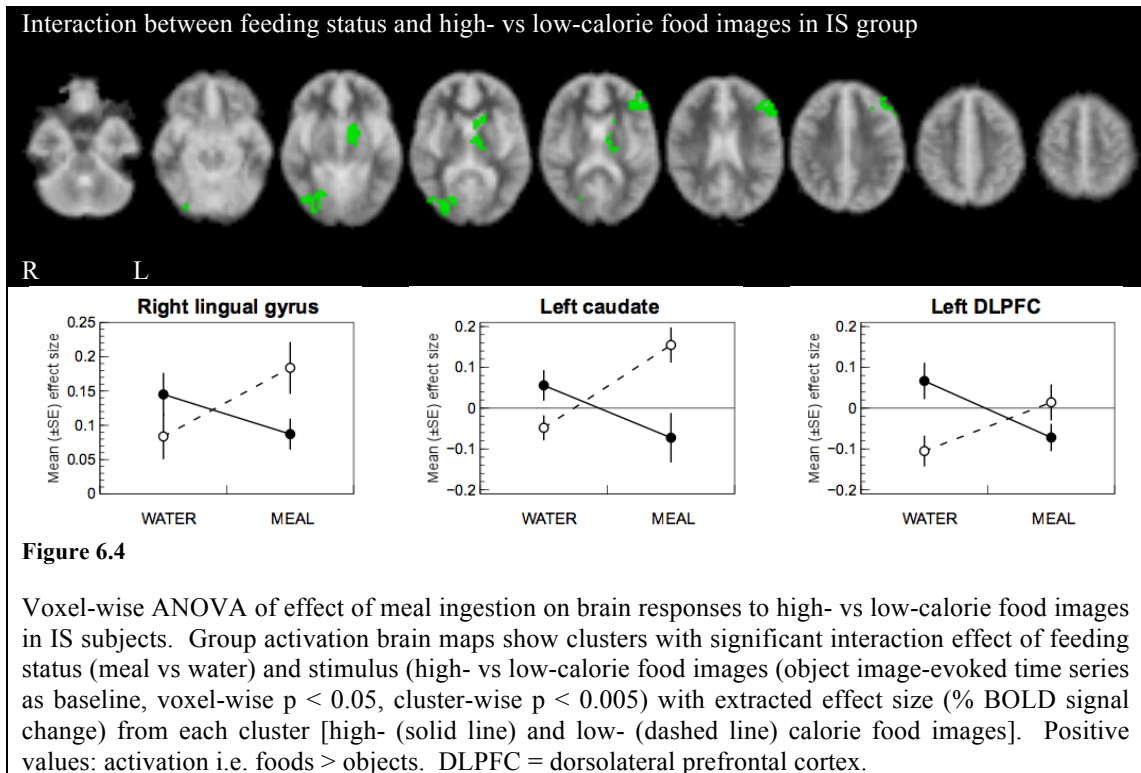 Interaction between feeding status and high- vs low-calorie food images in IS group
R L
Right lingual gyrus
Mean (±SE) effect size
0.25
0.2
0.15
0.1
0.05
0
WATER MEAL
Left caudate
Mean (±SE) effect size
0.2
0.1
0
−0.1
−0.2
WATER MEAL
Left DLPFC
Mean (±SE) effect size
0.2
0.1
0
−0.1
−0.2
WATER MEAL
Figure 6.4
Voxel-wise ANOVA of effect of meal ingestion on brain responses to high- vs low-calorie food images
in IS subjects. Group activation brain maps show clusters with significant interaction effect of feeding
status (meal vs water) and stimulus (high- vs low-calorie food images (object image-evoked time series
as baseline, voxel-wise p < 0.05, cluster-wise p < 0.005) with extracted effect size (% BOLD signal
change) from each cluster [high- (solid line) and low- (dashed line) calorie food images]. Positive
values: activation i.e. foods > objects. DLPFC = dorsolateral prefrontal cortex.